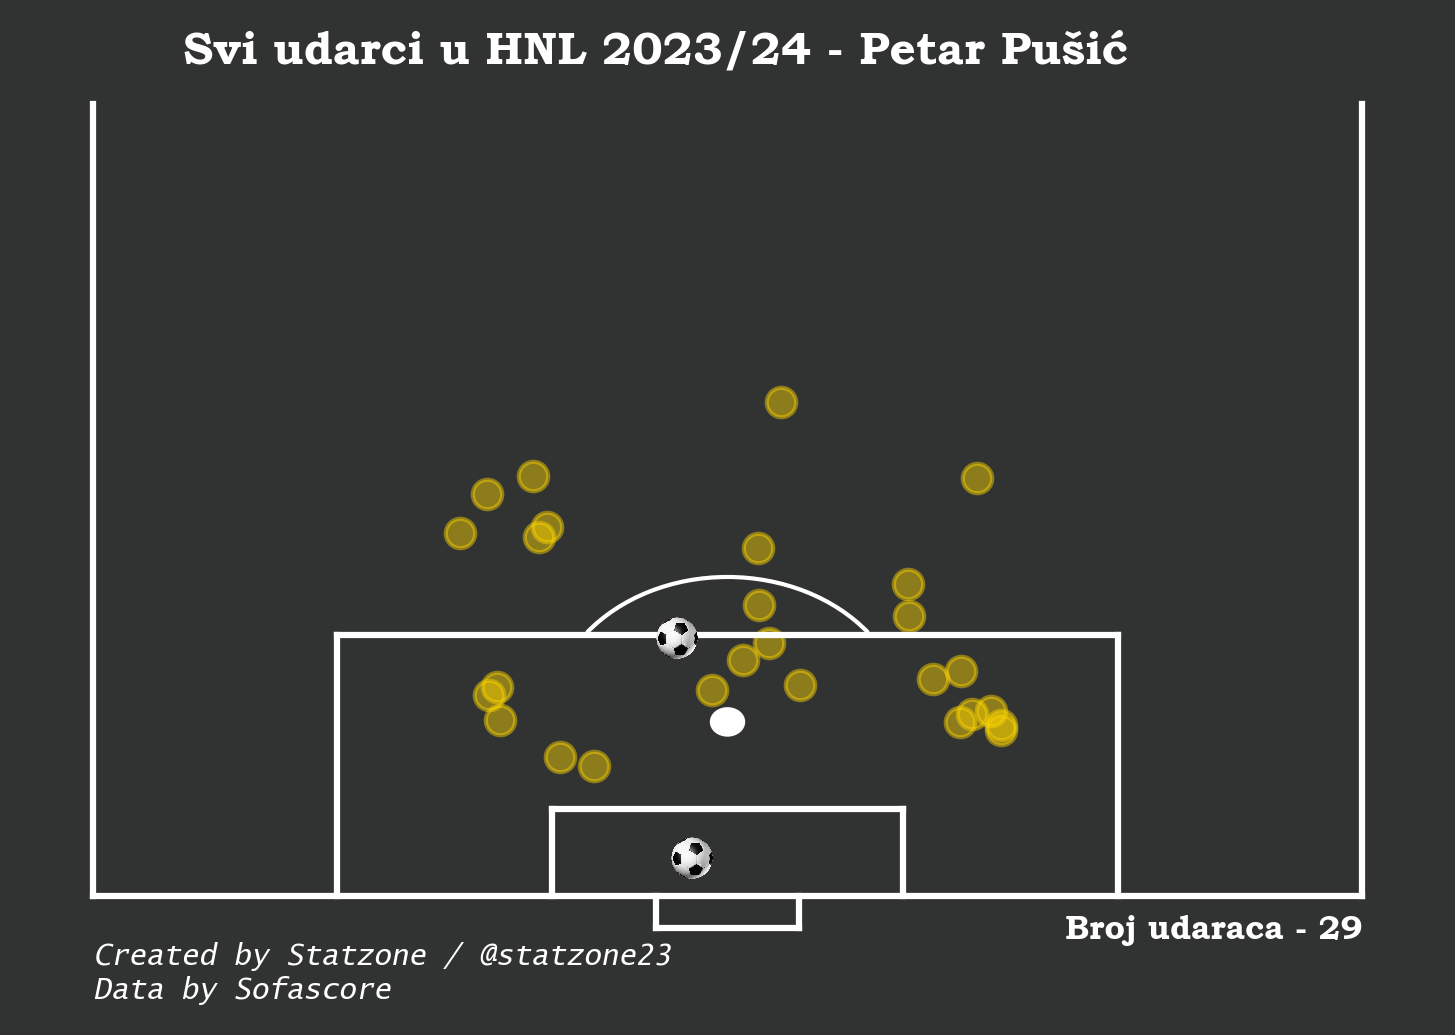 Svi udarci u HNL 2023/24 - Petar Pušić
Broj udaraca - 29
Created by Statzone / @statzone23
Data by Sofascore